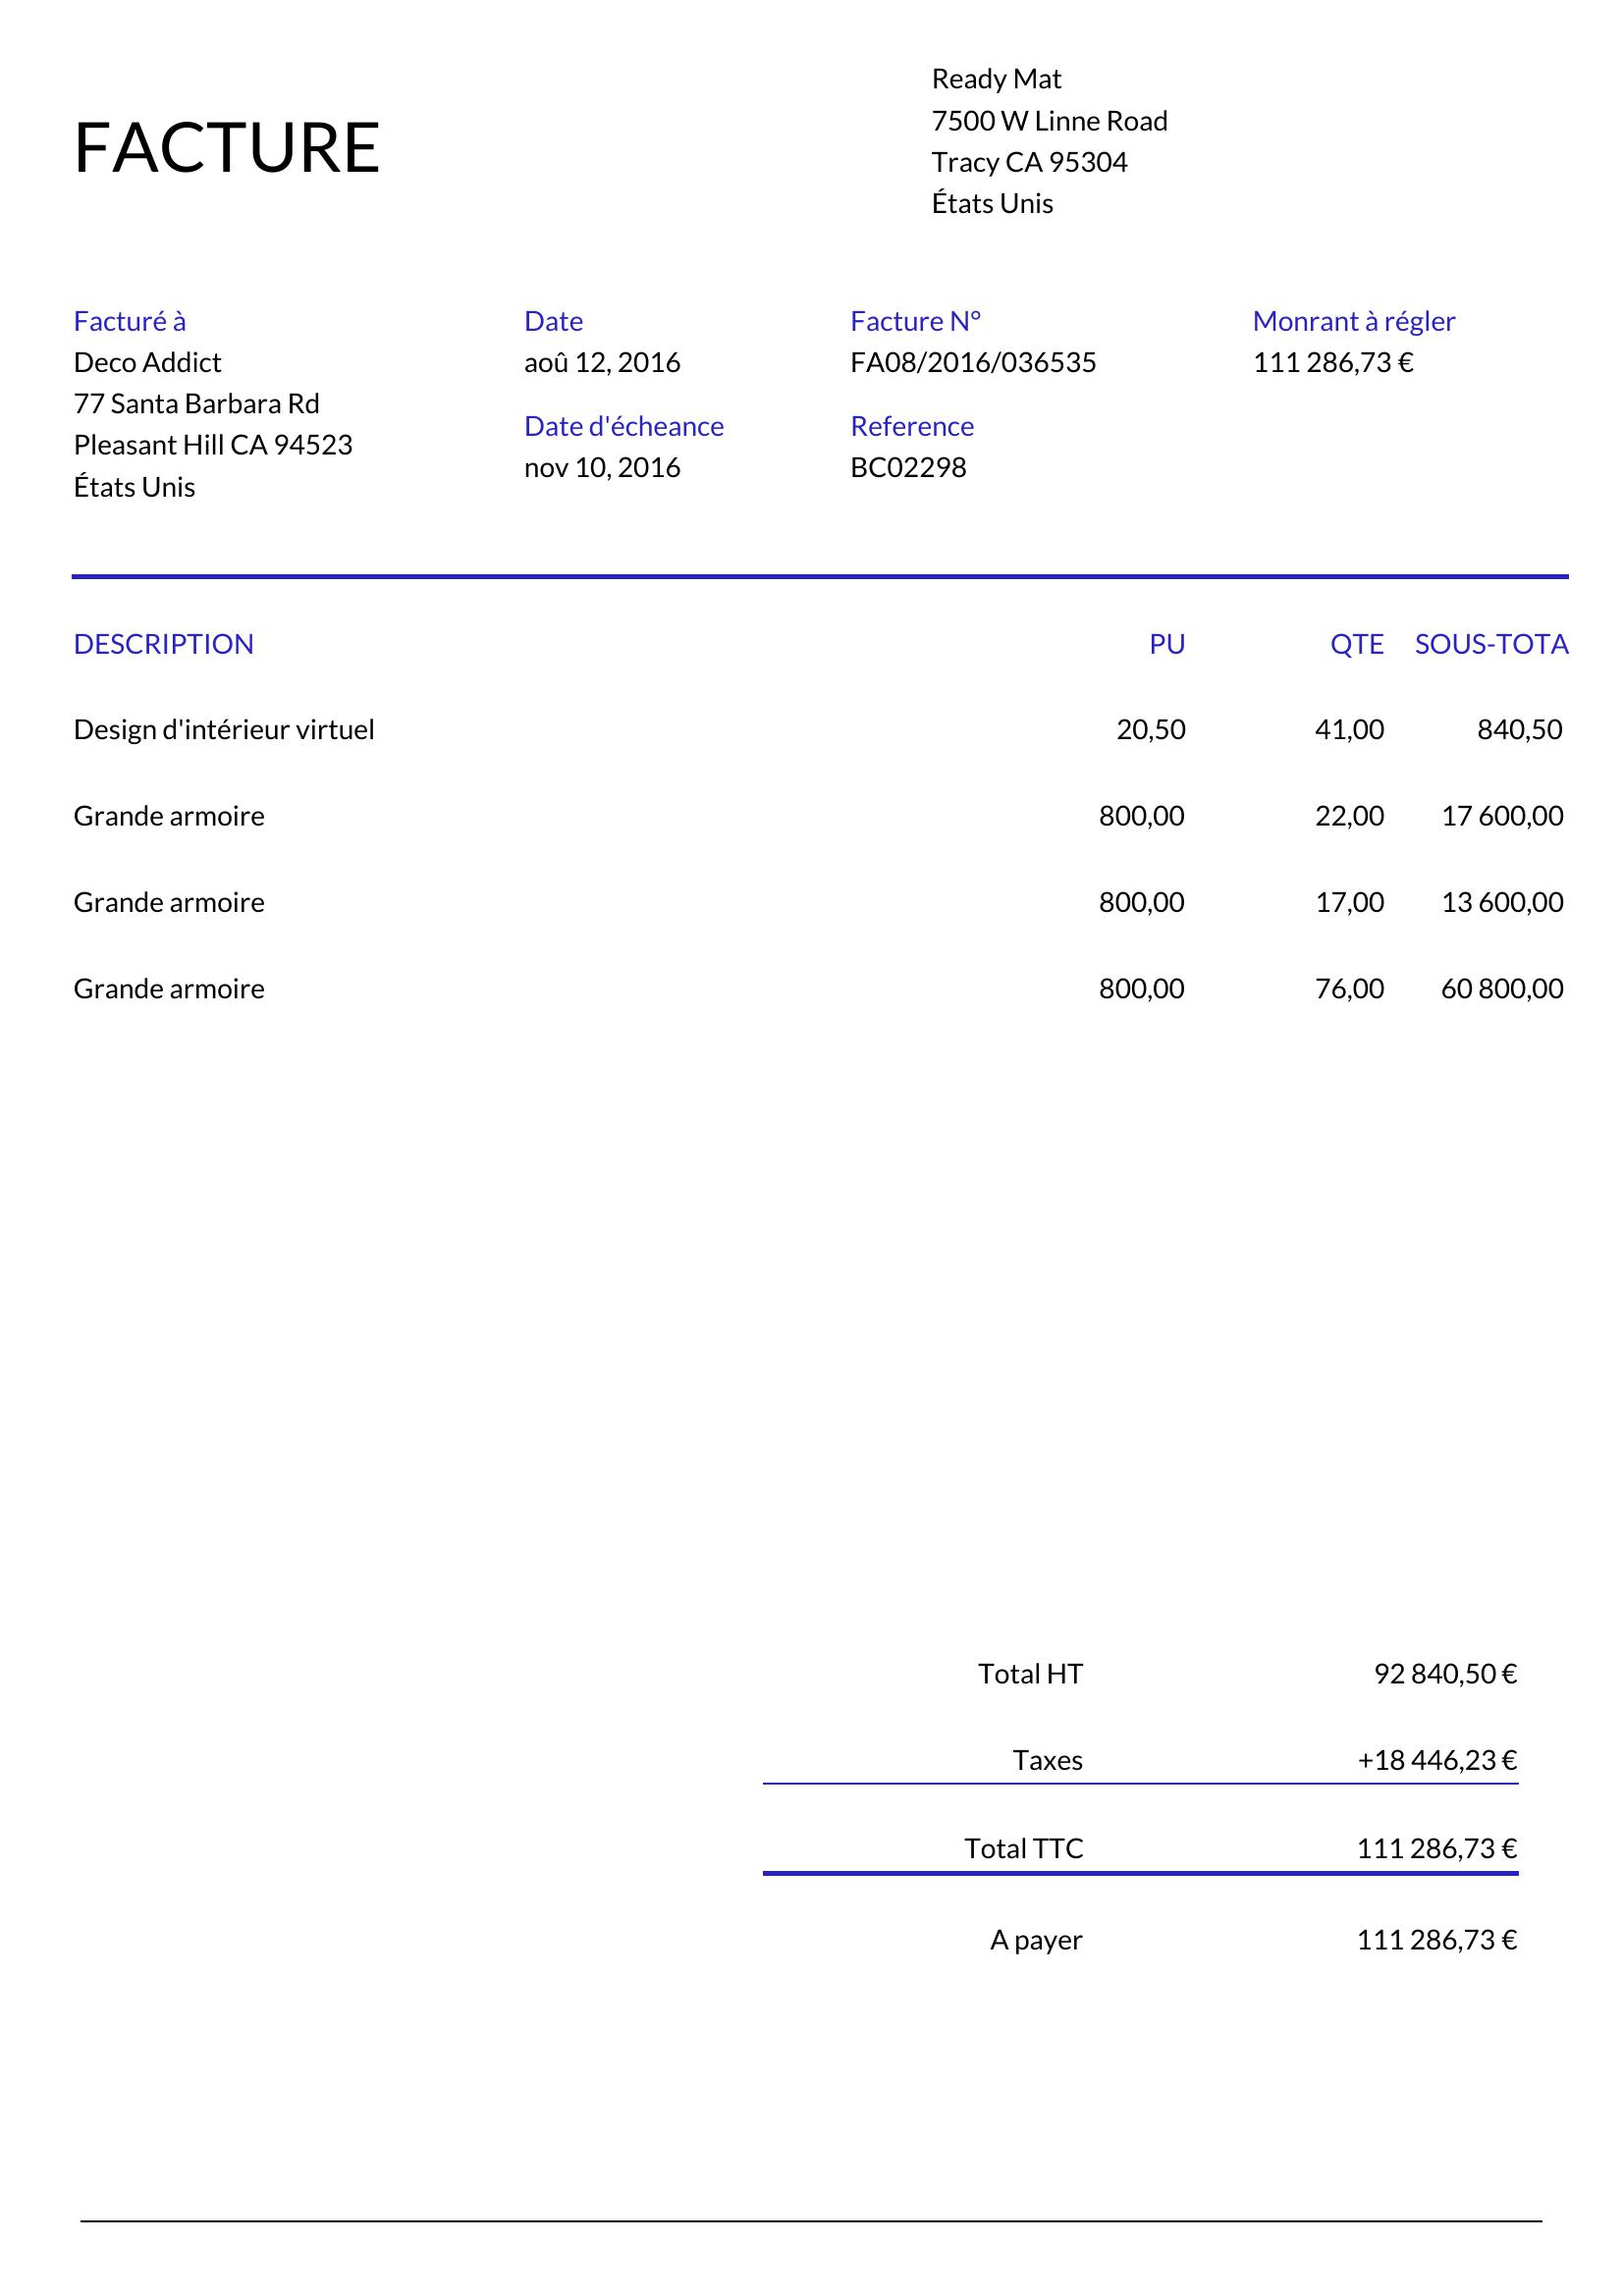 Ready Mat
7500 W Linne Road
Tracy CA 95304
États Unis
FACTURE
Facturé à
Deco Addict
77 Santa Barbara Rd
Pleasant Hill CA 94523
États Unis
Date
aoû 12, 2016
Date d'écheance
nov 10, 2016
Facture N°
FA08/2016/036535
Reference
BC02298
Monrant à régler
111 286,73 €
DESCRIPTION PU QTE SOUS-TOTA
Design d'intérieur virtuel 20,50 41,00 840,50
Grande armoire 800,00 22,00 17 600,00
Grande armoire 800,00 17,00 13 600,00
Grande armoire 800,00 76,00 60 800,00
Total HT 92 840,50 €
Taxes +18 446,23 €
Total TTC 111 286,73 €
A payer 111 286,73 €